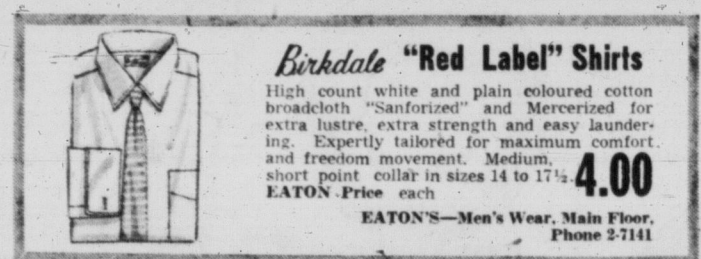 Birkdale "Red Label" Shirts
High count white and plain coloured cotton
broadcloth "Sanforized" and Mercerized for
extra lustre, extra strength and easy launder-
ing. Expertly tailored for maximum comfort
and freedom movement. Medium,
short point collar in sizes 14 to 17½.
EATON Price each 4.00
EATON'S—Men's Wear, Main Floor,
Phone 2-7141